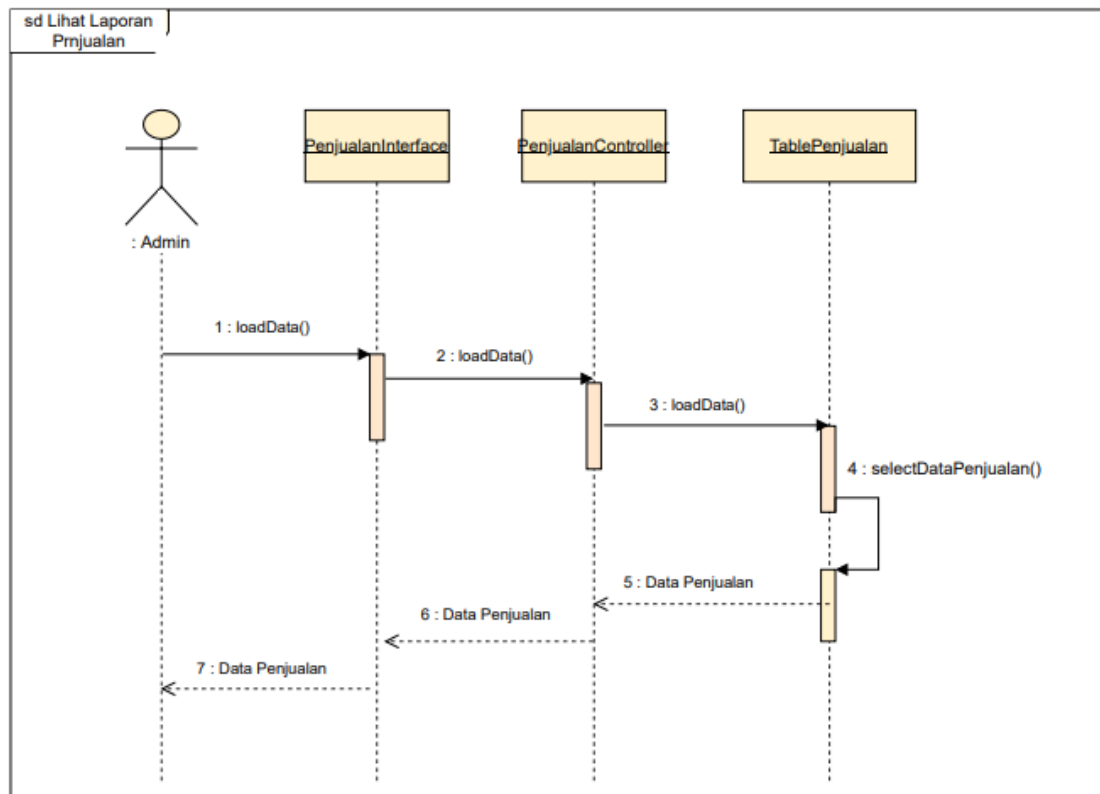 sd Lihat Laporan
Prnjualan
PenjualanInterface
PenjualanController
TablePenjualan
: Admin
1 : loadData()
2 : loadData()
3 : loadData()
4 : selectDataPenjualan()
5 : Data Penjualan
6 : Data Penjualan
7 : Data Penjualan